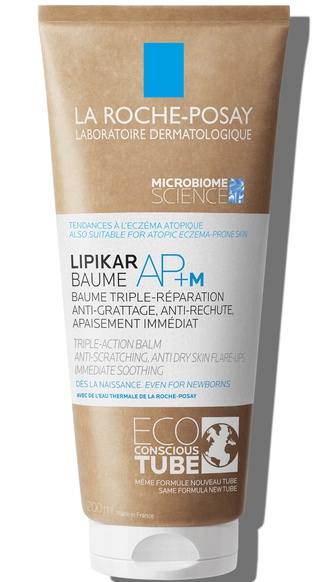 LA ROCHE-POSAY
LABORATOIRE DERMATOLOGIQUE
MICROBIOME
SCIENCE
TENDANCES À L'ECZÉMA ATOPIQUE
ALSO SUITABLE FOR ATOPIC ECZEMA-PRONE SKIN
LIPIKAR
BAUME AP+M
BAUME TRIPLE-RÉPARATION
ANTI-GRATTAGE, ANTI-RECHUTE,
APAISEMENT IMMÉDIAT
TRIPLE-ACTION BALM
ANTI-SCRATCHING, ANTI DRY SKIN FLARE-UPS,
IMMEDIATE SOOTHING
DÈS LA NAISSANCE. EVEN FOR NEWBORNS
AVEC DE L'EAU THERMALE DE LA ROCHE-POSAY
ECO
CONSCIOUS
TUBE
MÊME FORMULE NOUVEAU TUBE
SAME FORMULA NEW TUBE
200ml made in France